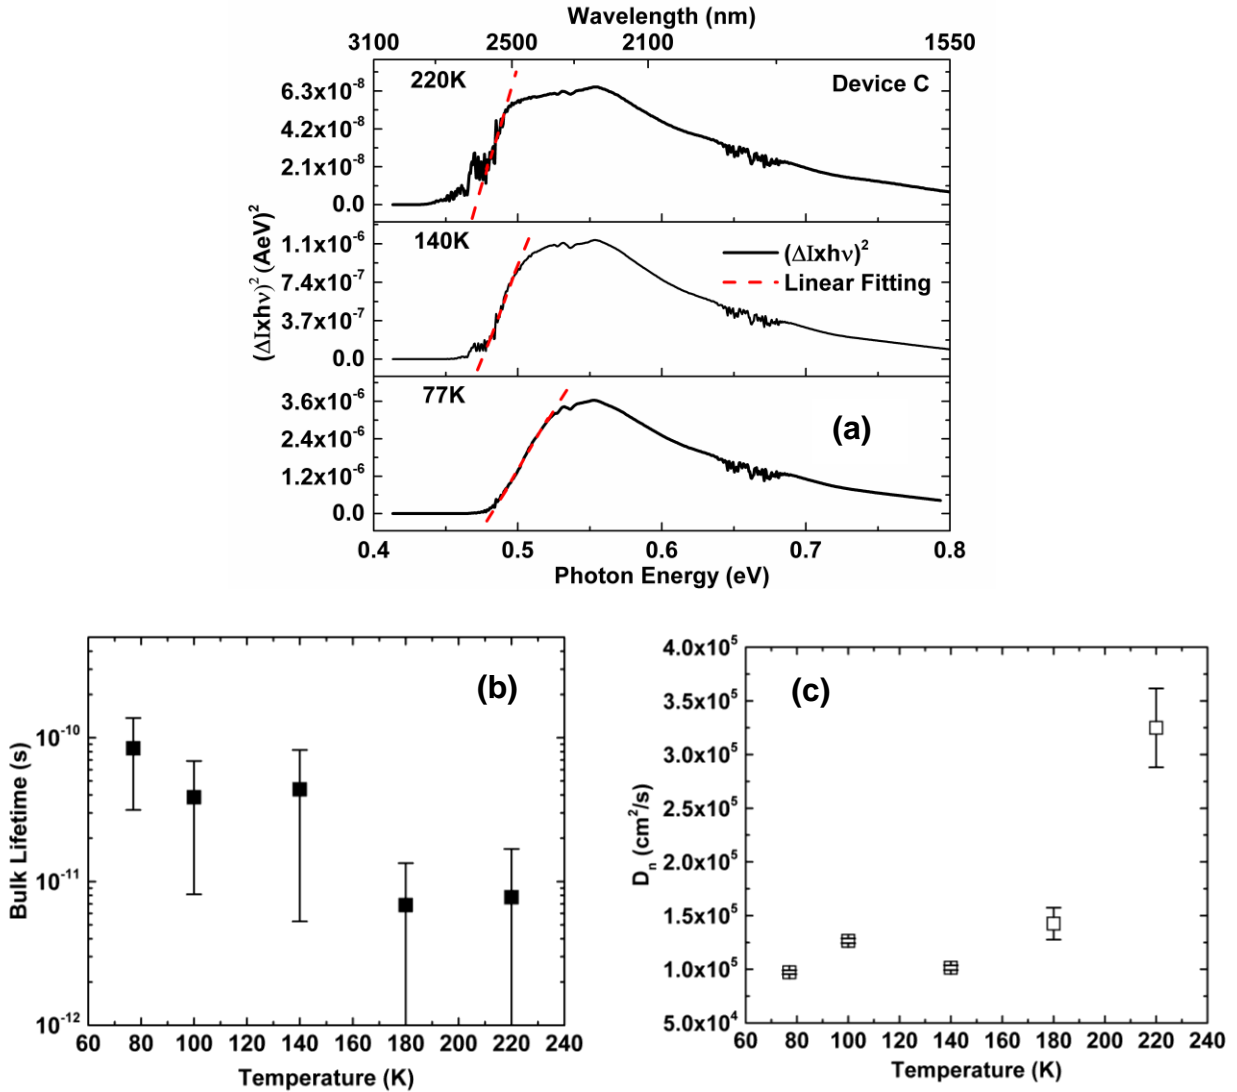 Wavelength (nm)
3100 2500 2100 1550
220K Device C
6.3x10⁻⁸
4.2x10⁻⁸
2.1x10⁻⁸
0.0
(ΔIxhν)² (AeV)²
140K
1.1x10⁻⁶
7.4x10⁻⁷
3.7x10⁻⁷
0.0
(ΔIxhν)²
Linear Fitting
77K
3.6x10⁻⁶
2.4x10⁻⁶
1.2x10⁻⁶
0.0
(a)
0.4 0.5 0.6 0.7 0.8
Photon Energy (eV)
(b)
Bulk Lifetime (s)
10⁻¹⁰
10⁻¹¹
10⁻¹²
60 80 100 120 140 160 180 200 220 240
Temperature (K)
(c)
Dₙ (cm²/s)
4.0x10⁵
3.5x10⁵
3.0x10⁵
2.5x10⁵
2.0x10⁵
1.5x10⁵
1.0x10⁵
5.0x10⁴
60 80 100 120 140 160 180 200 220 240
Temperature (K)